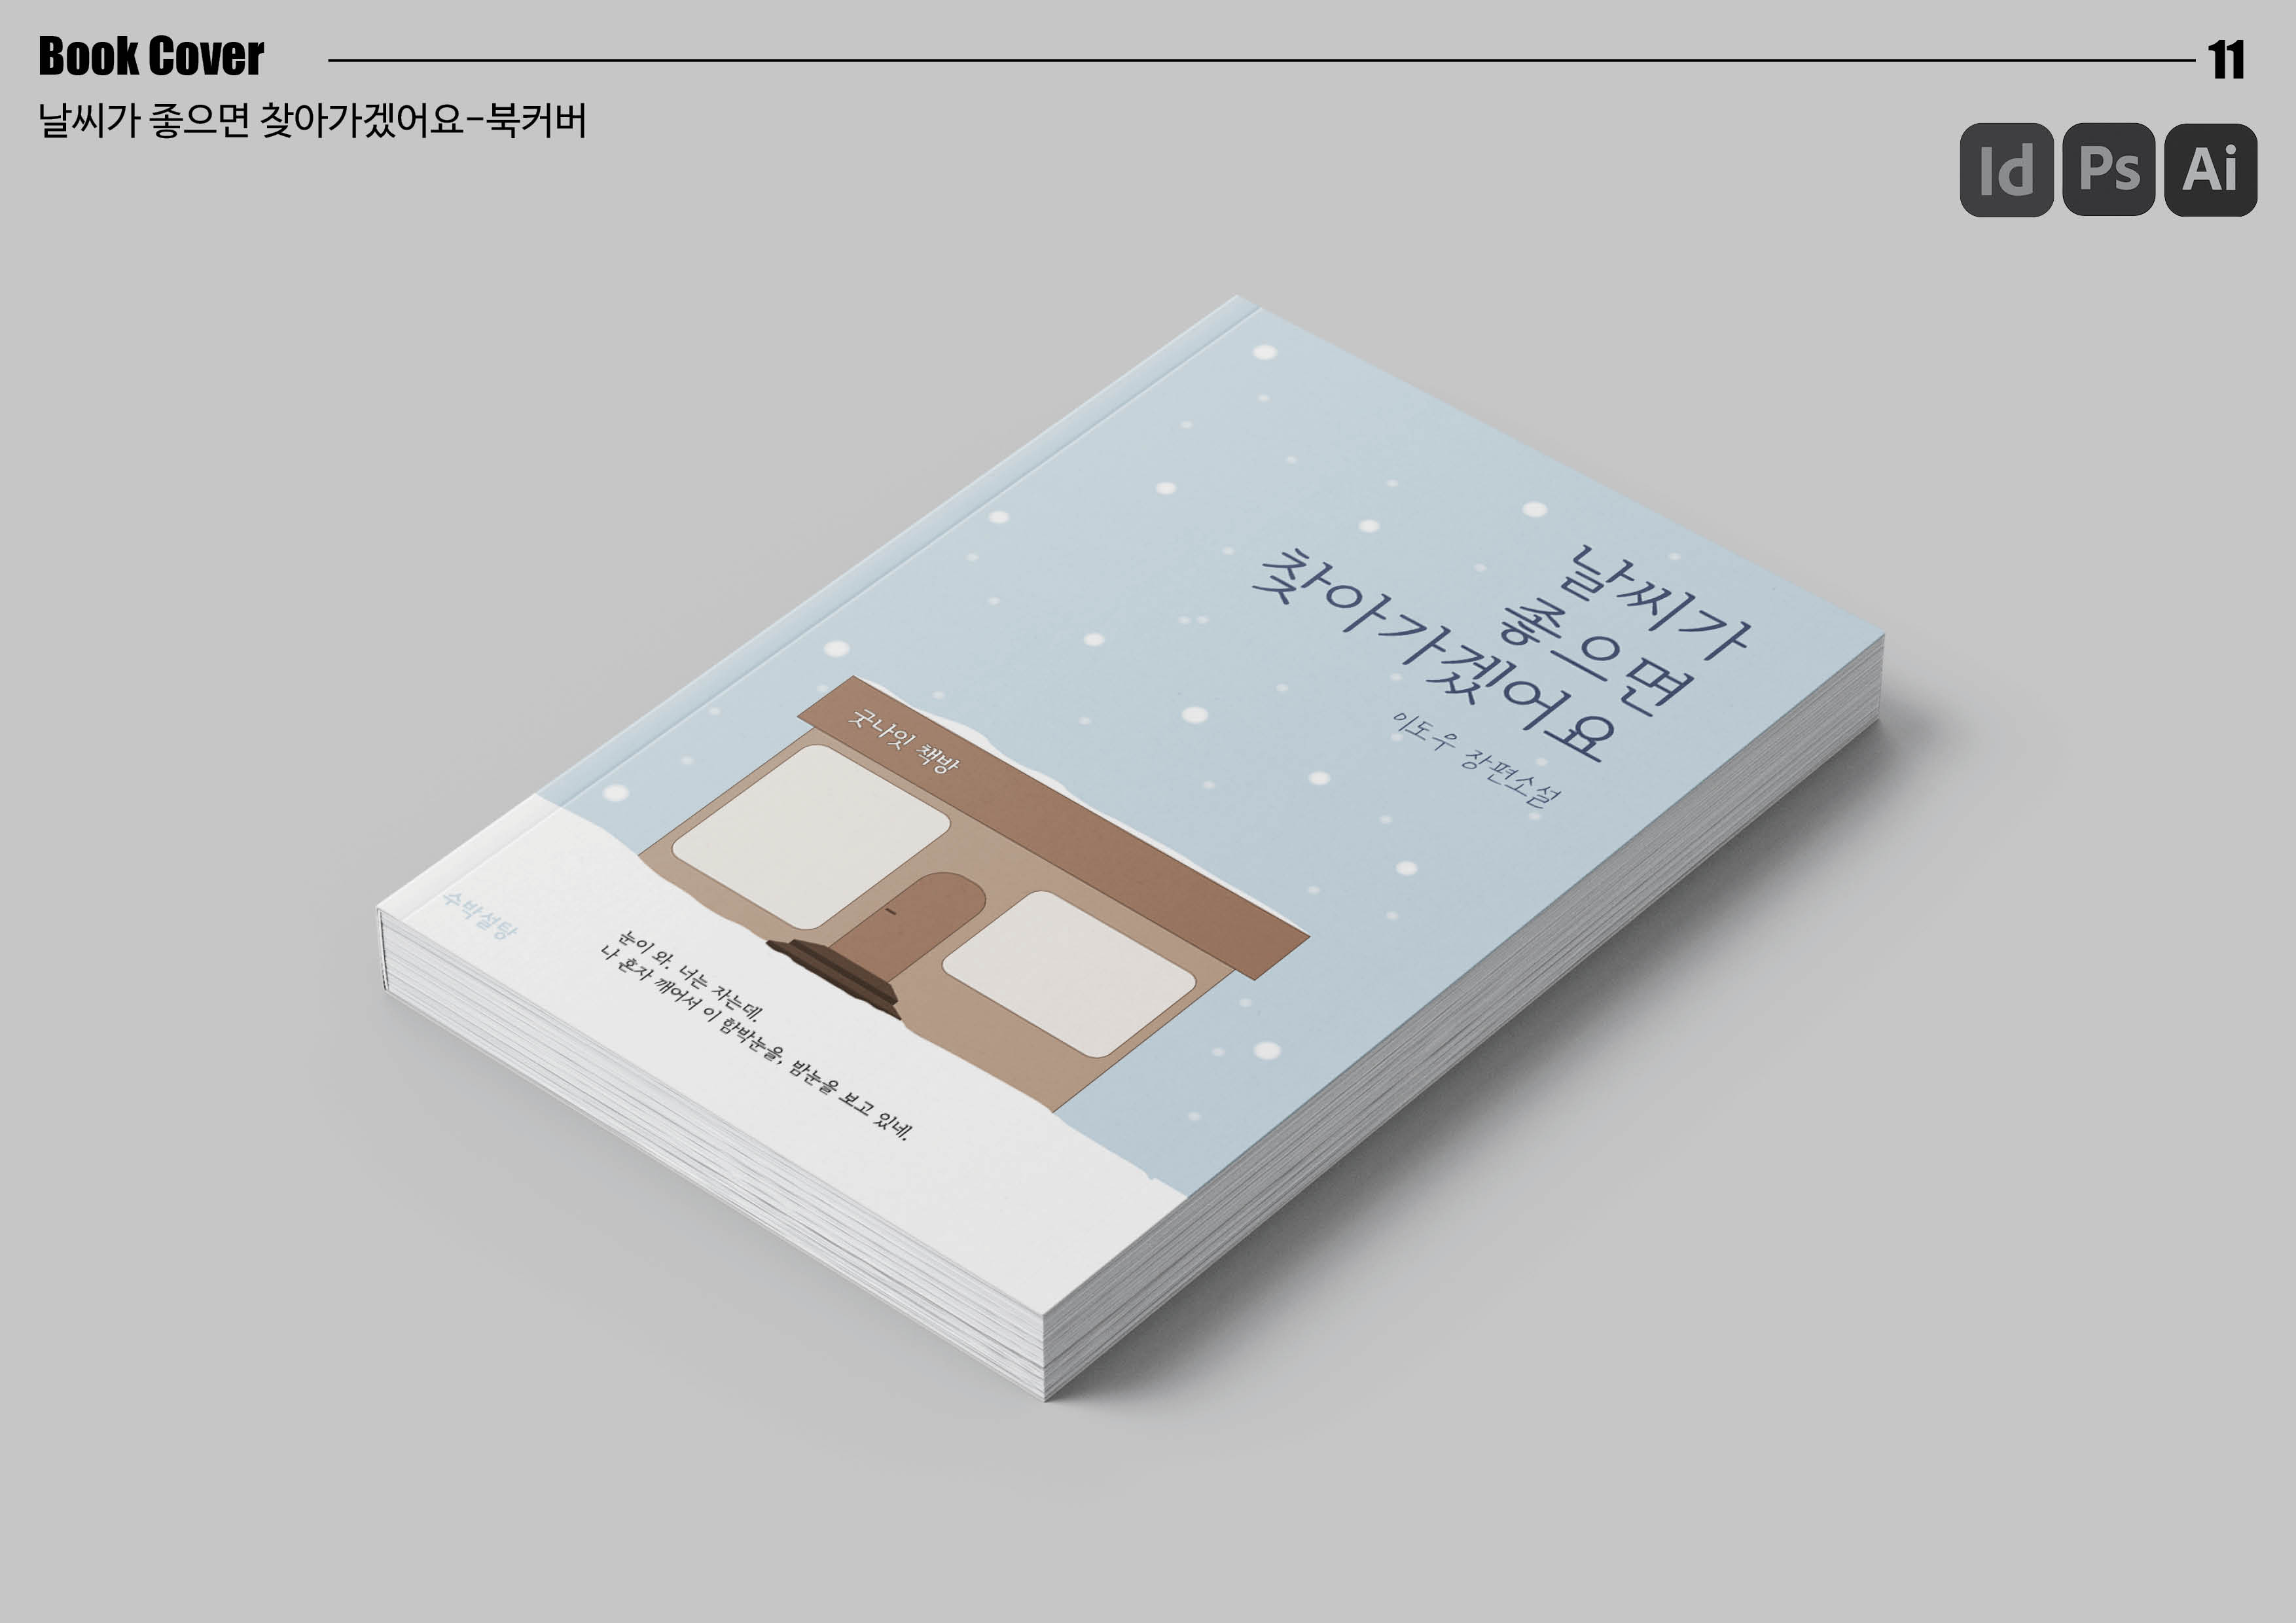 Book Cover
11
날씨가 좋으면 찾아가겠어요-북커버
Id Ps Ai
날씨가
좋으면
찾아가겠어요
이도우 장편소설
굿나잇 책방
눈이 와. 너는 자는데.
나 혼자 깨어서 이 함박눈을, 밤눈을 보고 있네.
수박설탕